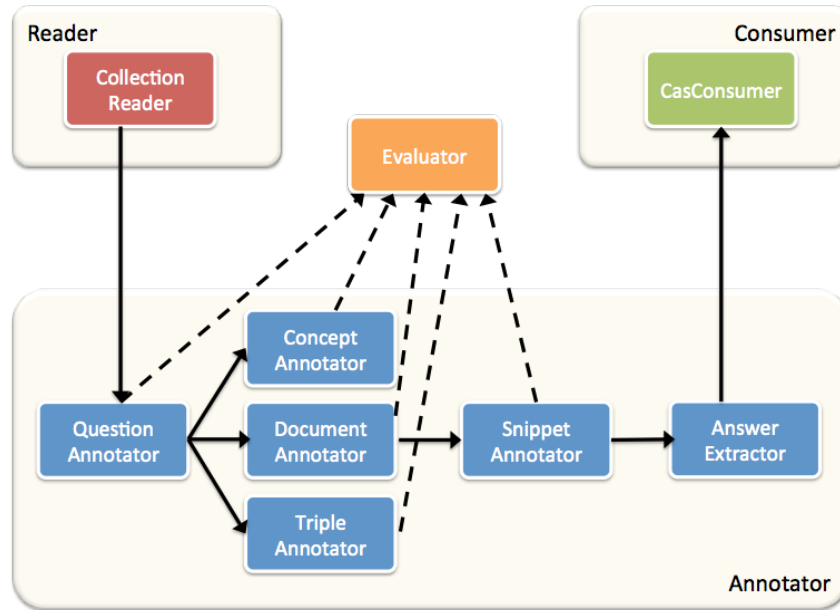 Reader
Consumer
Collection
Reader
CasConsumer
Evaluator
Concept
Annotator
Question
Annotator
Document
Annotator
Snippet
Annotator
Answer
Extractor
Triple
Annotator
Annotator